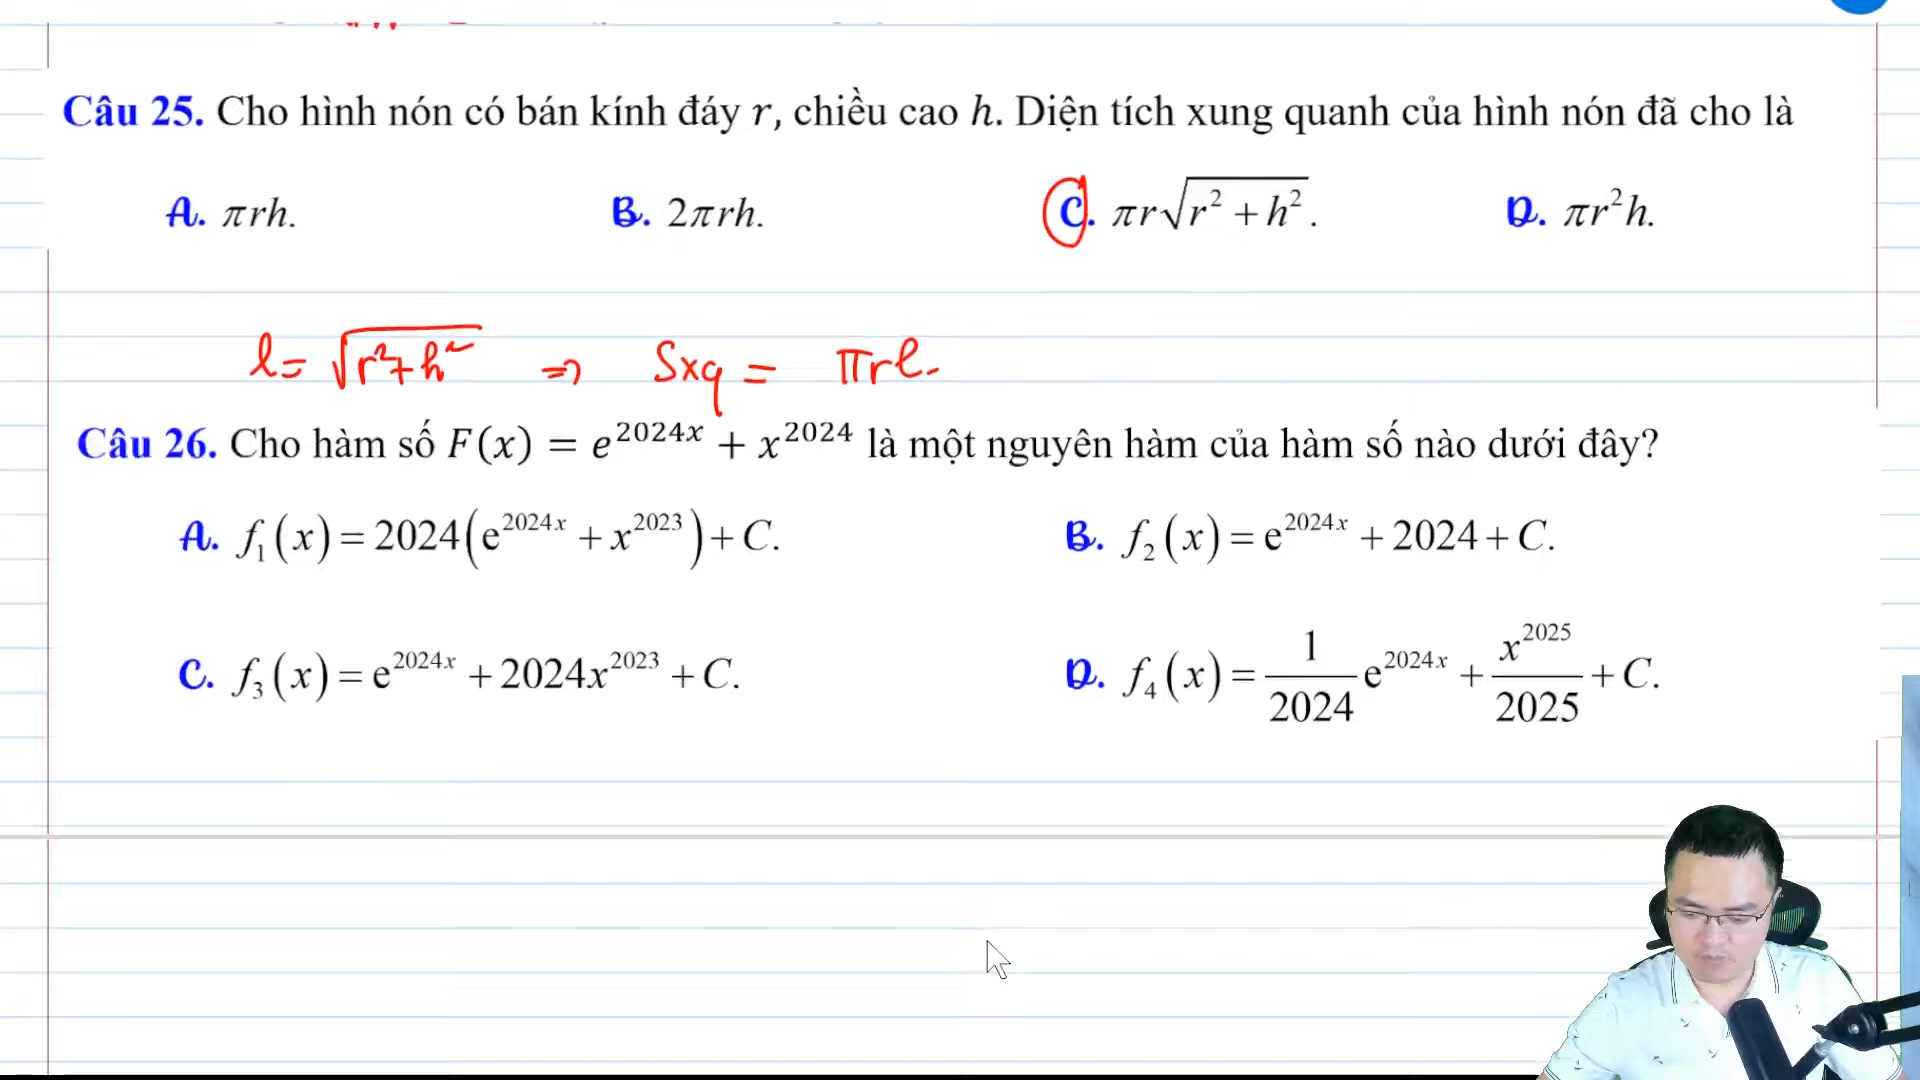 Câu 25. Cho hình nón có bán kính đáy r, chiều cao h. Diện tích xung quanh của hình nón đã cho là
A. πrh. B. 2πrh. C. πr√(r² + h²). D. πr²h.
l = √(r² + h²) ⇒ Sxq = πrl.
Câu 26. Cho hàm số F(x) = e^(2024x) + x^2024 là một nguyên hàm của hàm số nào dưới đây?
A. f₁(x) = 2024(e^(2024x) + x^2023) + C. B. f₂(x) = e^(2024x) + 2024 + C.
C. f₃(x) = e^(2024x) + 2024x^2023 + C. D. f₄(x) = 1/2024 e^(2024x) + x^2025/2025 + C.